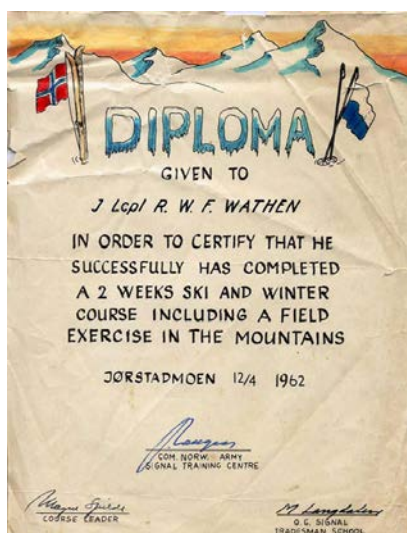 DIPLOMA
GIVEN TO
J Lcpl R. W. F. WATHEN
IN ORDER TO CERTIFY THAT HE
SUCCESSFULLY HAS COMPLETED
A 2 WEEKS SKI AND WINTER
COURSE INCLUDING A FIELD
EXERCISE IN THE MOUNTAINS
JØRSTADMOEN 12/4 1962
COM. NORW. ARMY
SIGNAL TRAINING CENTRE
COURSE LEADER
O.C. SIGNAL
TRADESMAN SCHOOL